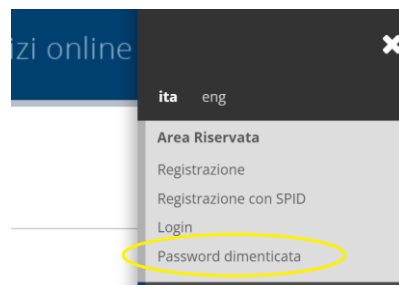 izi online
ita eng
Area Riservata
Registrazione
Registrazione con SPID
Login
Password dimenticata